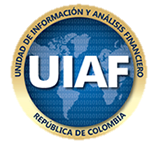 UNIDAD DE INFORMACIÓN Y ANÁLISIS FINANCIERO
UIAF
REPÚBLICA DE COLOMBIA